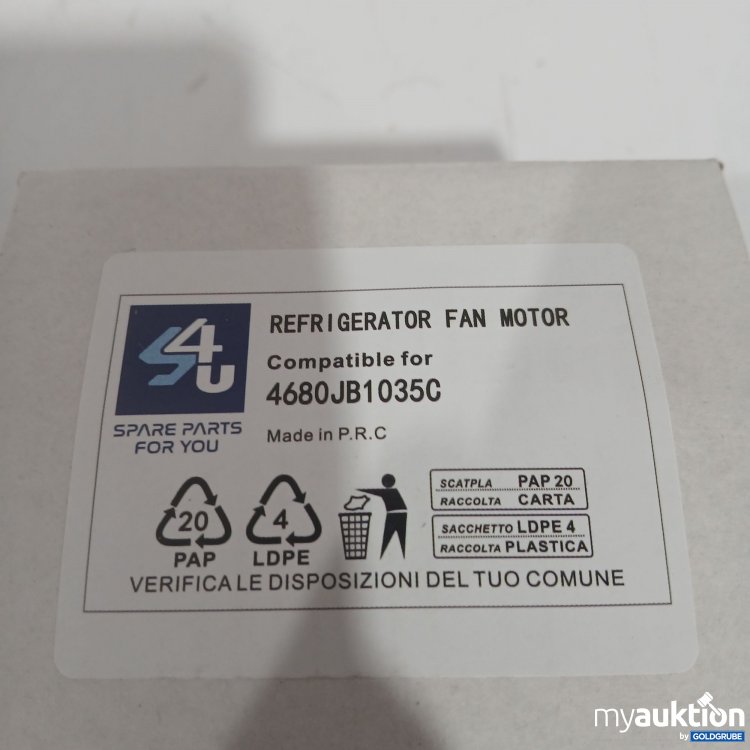 S4U
SPARE PARTS
FOR YOU
REFRIGERATOR FAN MOTOR
Compatible for
4680JB1035C
Made in P.R.C
20
PAP
4
LDPE
SCATPLA PAP 20
RACCOLTA CARTA
SACCHETTO LDPE 4
RACCOLTA PLASTICA
VERIFICA LE DISPOSIZIONI DEL TUO COMUNE
myauktion
by GOLDGRUBE